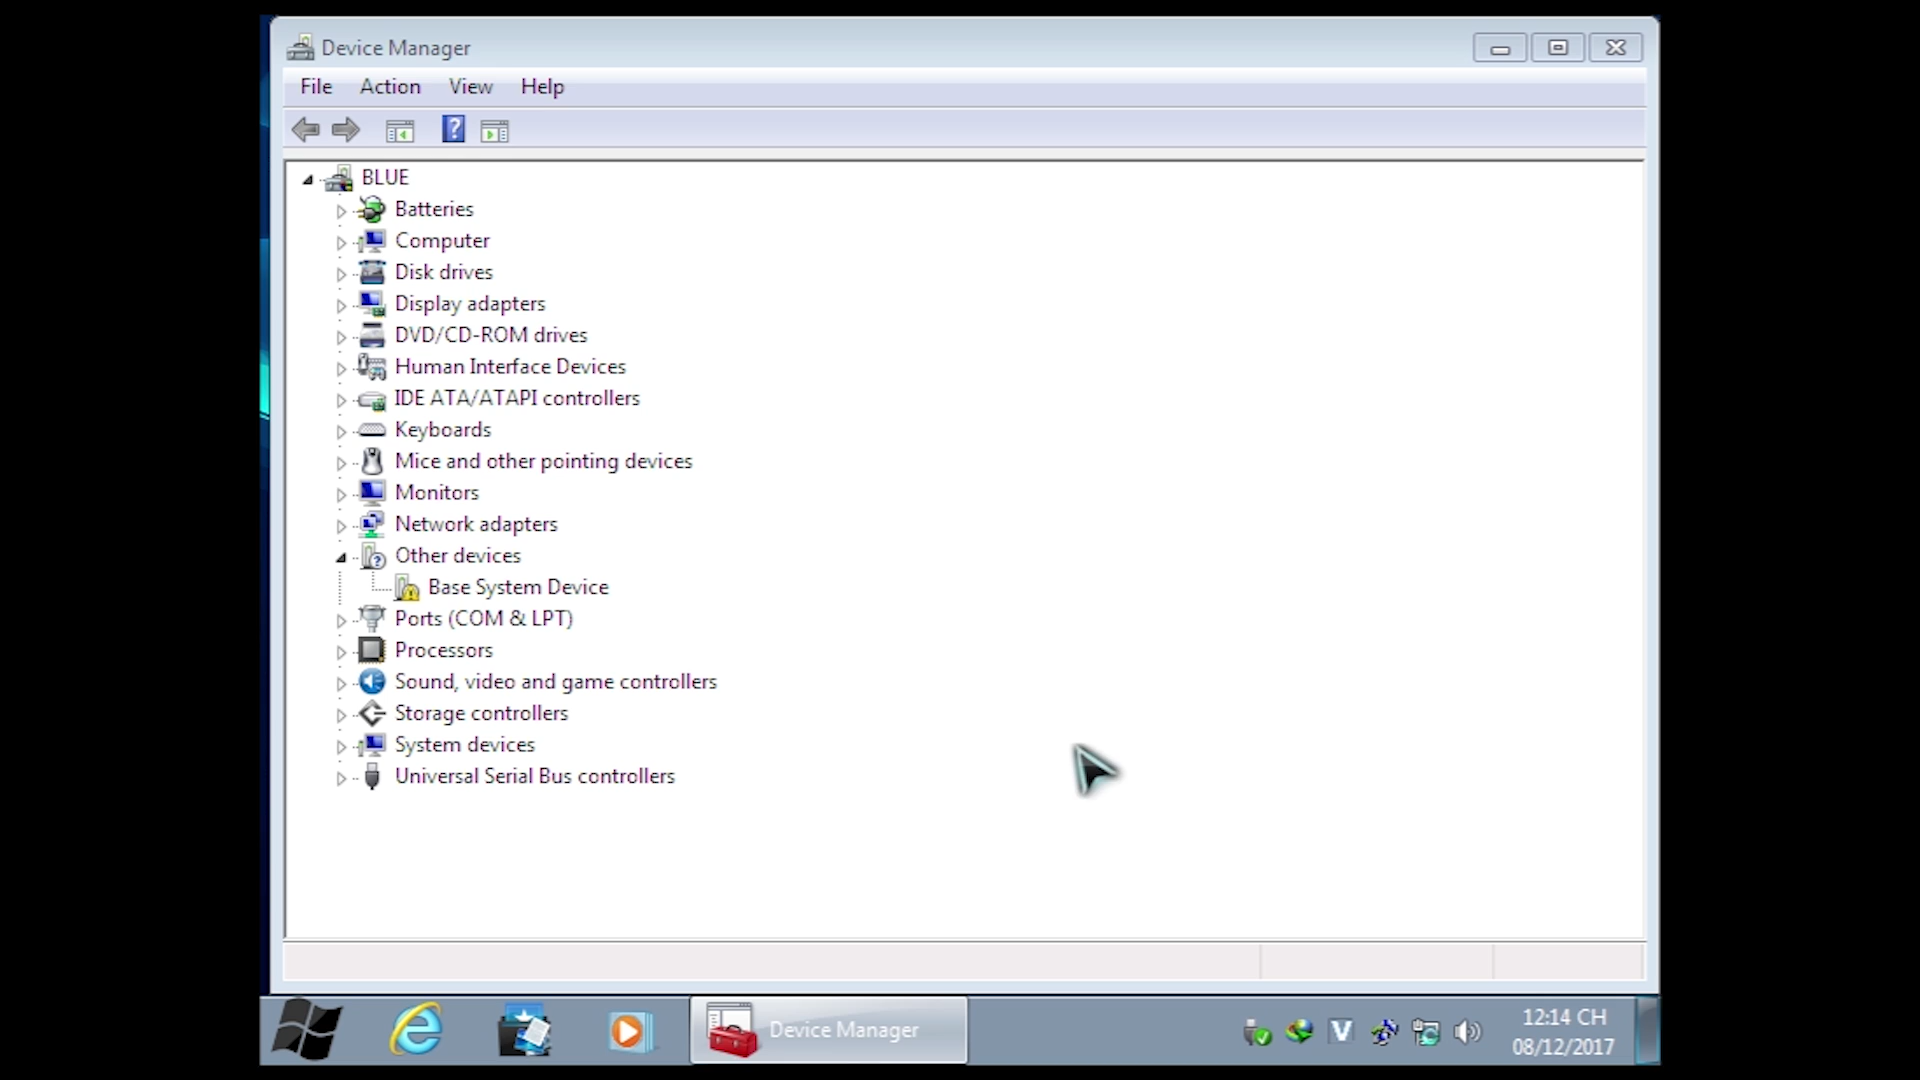 Device Manager
File Action View Help
?
BLUE
Batteries
Computer
Disk drives
Display adapters
DVD/CD-ROM drives
Human Interface Devices
IDE ATA/ATAPI controllers
Keyboards
Mice and other pointing devices
Monitors
Network adapters
Other devices
Base System Device
Ports (COM & LPT)
Processors
Sound, video and game controllers
Storage controllers
System devices
Universal Serial Bus controllers
Device Manager
V
12:14 CH
08/12/2017